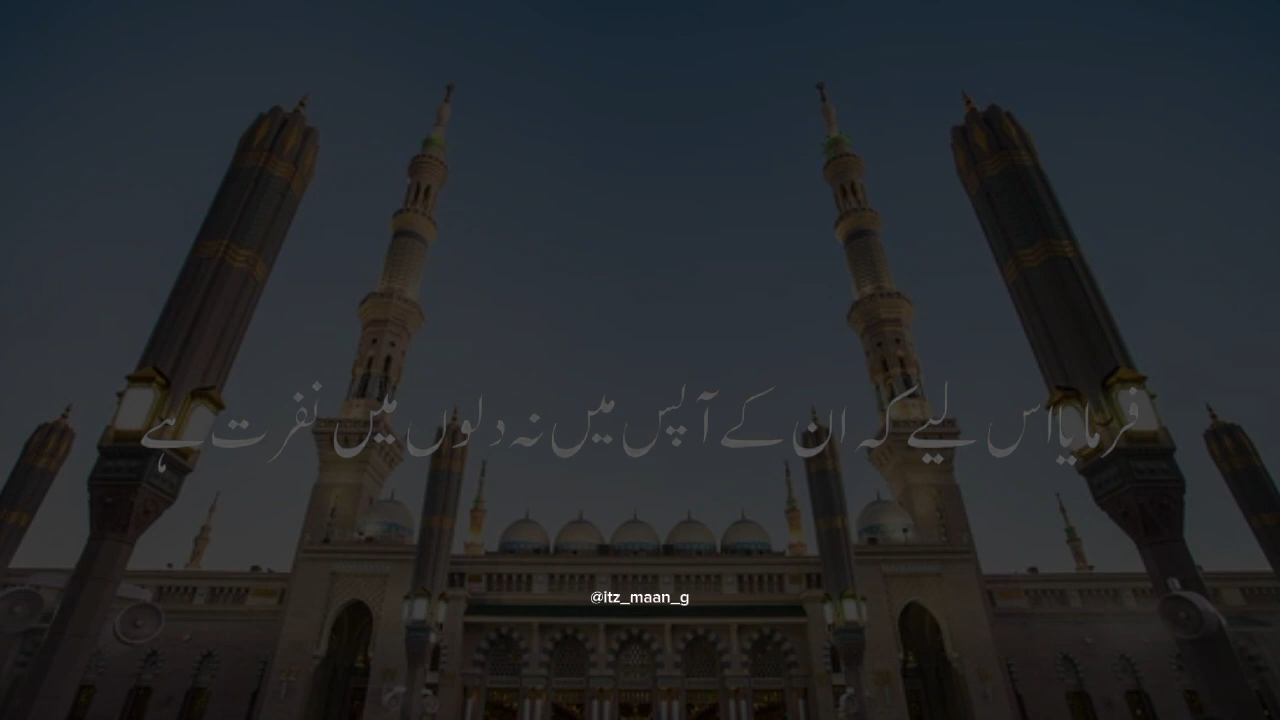 فرمایا اس لیے کہ ان کے آپس میں نہ دلوں میں نفرت ہے
@itz_maan_g